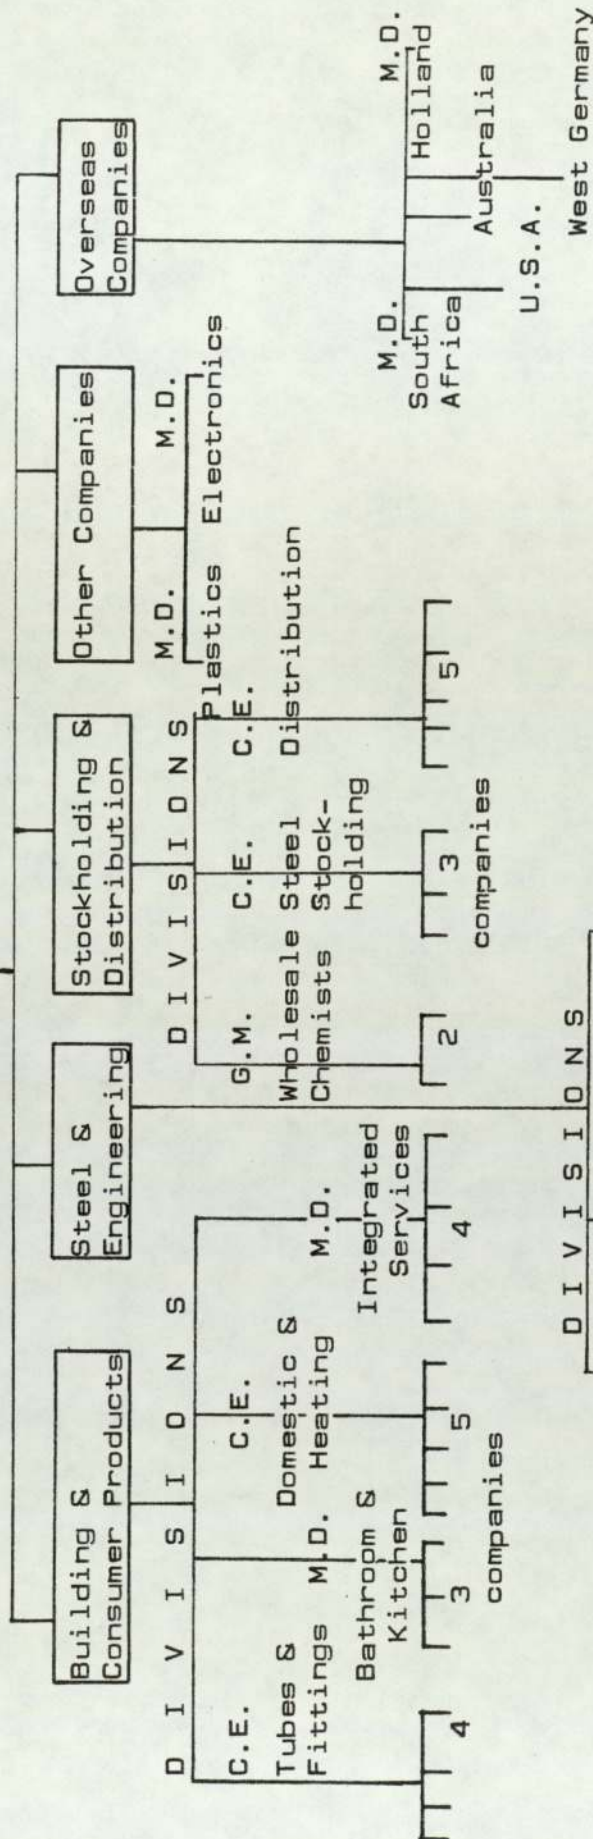 Building &
Consumer Products
Steel &
Engineering
Stockholding &
Distribution
Other Companies
Overseas
Companies
D I V I S I O N S
C.E.
Tubes &
Fittings
4
M.D.
Bathroom &
Kitchen
3
C.E.
Domestic &
Heating
5
companies
M.D.
Integrated
Services
4
D I V I S I O N S
G.M.
Wholesale
Chemists
2
C.E.
Steel
Stock-
holding
3
companies
C.E.
Distribution
5
M.D.
Plastics
M.D.
Electronics
M.D.
South
Africa
U.S.A.
Australia
West Germany
M.D.
Holland
D I V I S I O N S